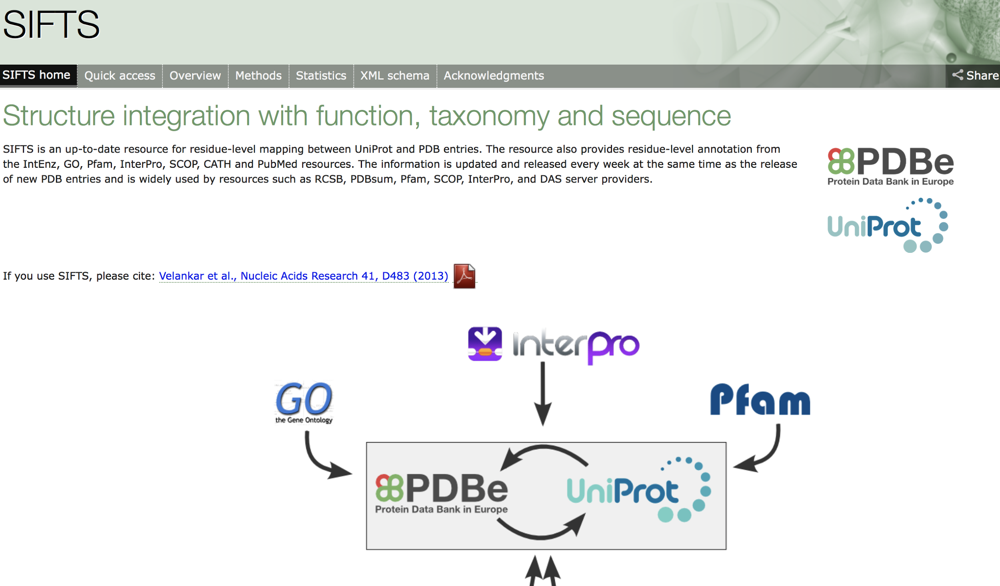 SIFTS
SIFTS home
Quick access
Overview
Methods
Statistics
XML schema
Acknowledgments
Share
Structure integration with function, taxonomy and sequence
SIFTS is an up-to-date resource for residue-level mapping between UniProt and PDB entries. The resource also provides residue-level annotation from
the IntEnz, GO, Pfam, InterPro, SCOP, CATH and PubMed resources. The information is updated and released every week at the same time as the release
of new PDB entries and is widely used by resources such as RCSB, PDBsum, Pfam, SCOP, InterPro, and DAS server providers.
PDBe
Protein Data Bank in Europe
UniProt
If you use SIFTS, please cite: Velankar et al., Nucleic Acids Research 41, D483 (2013)
interpro
GO
the Gene Ontology
Pfam
PDBe
Protein Data Bank in Europe
UniProt